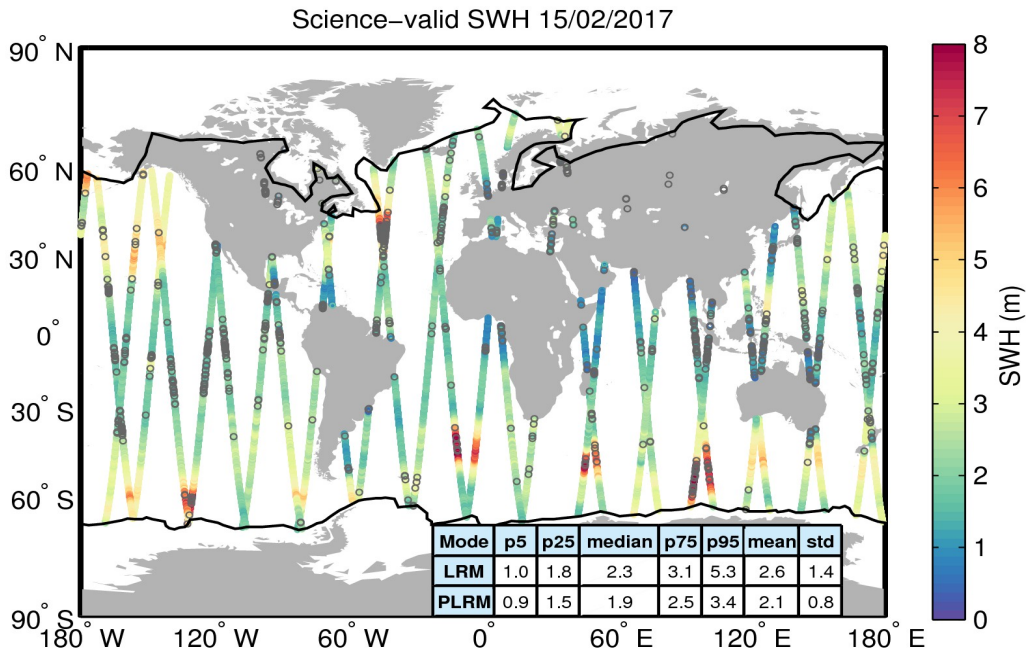 Science−valid SWH 15/02/2017
90° N
60° N
30° N
0°
30° S
60° S
90° S
180° W
120° W
60° W
0°
60° E
120° E
180° E
Mode p5 p25 median p75 p95 mean std
LRM 1.0 1.8 2.3 3.1 5.3 2.6 1.4
PLRM 0.9 1.5 1.9 2.5 3.4 2.1 0.8
8
7
6
5
4
3
2
1
0
SWH (m)